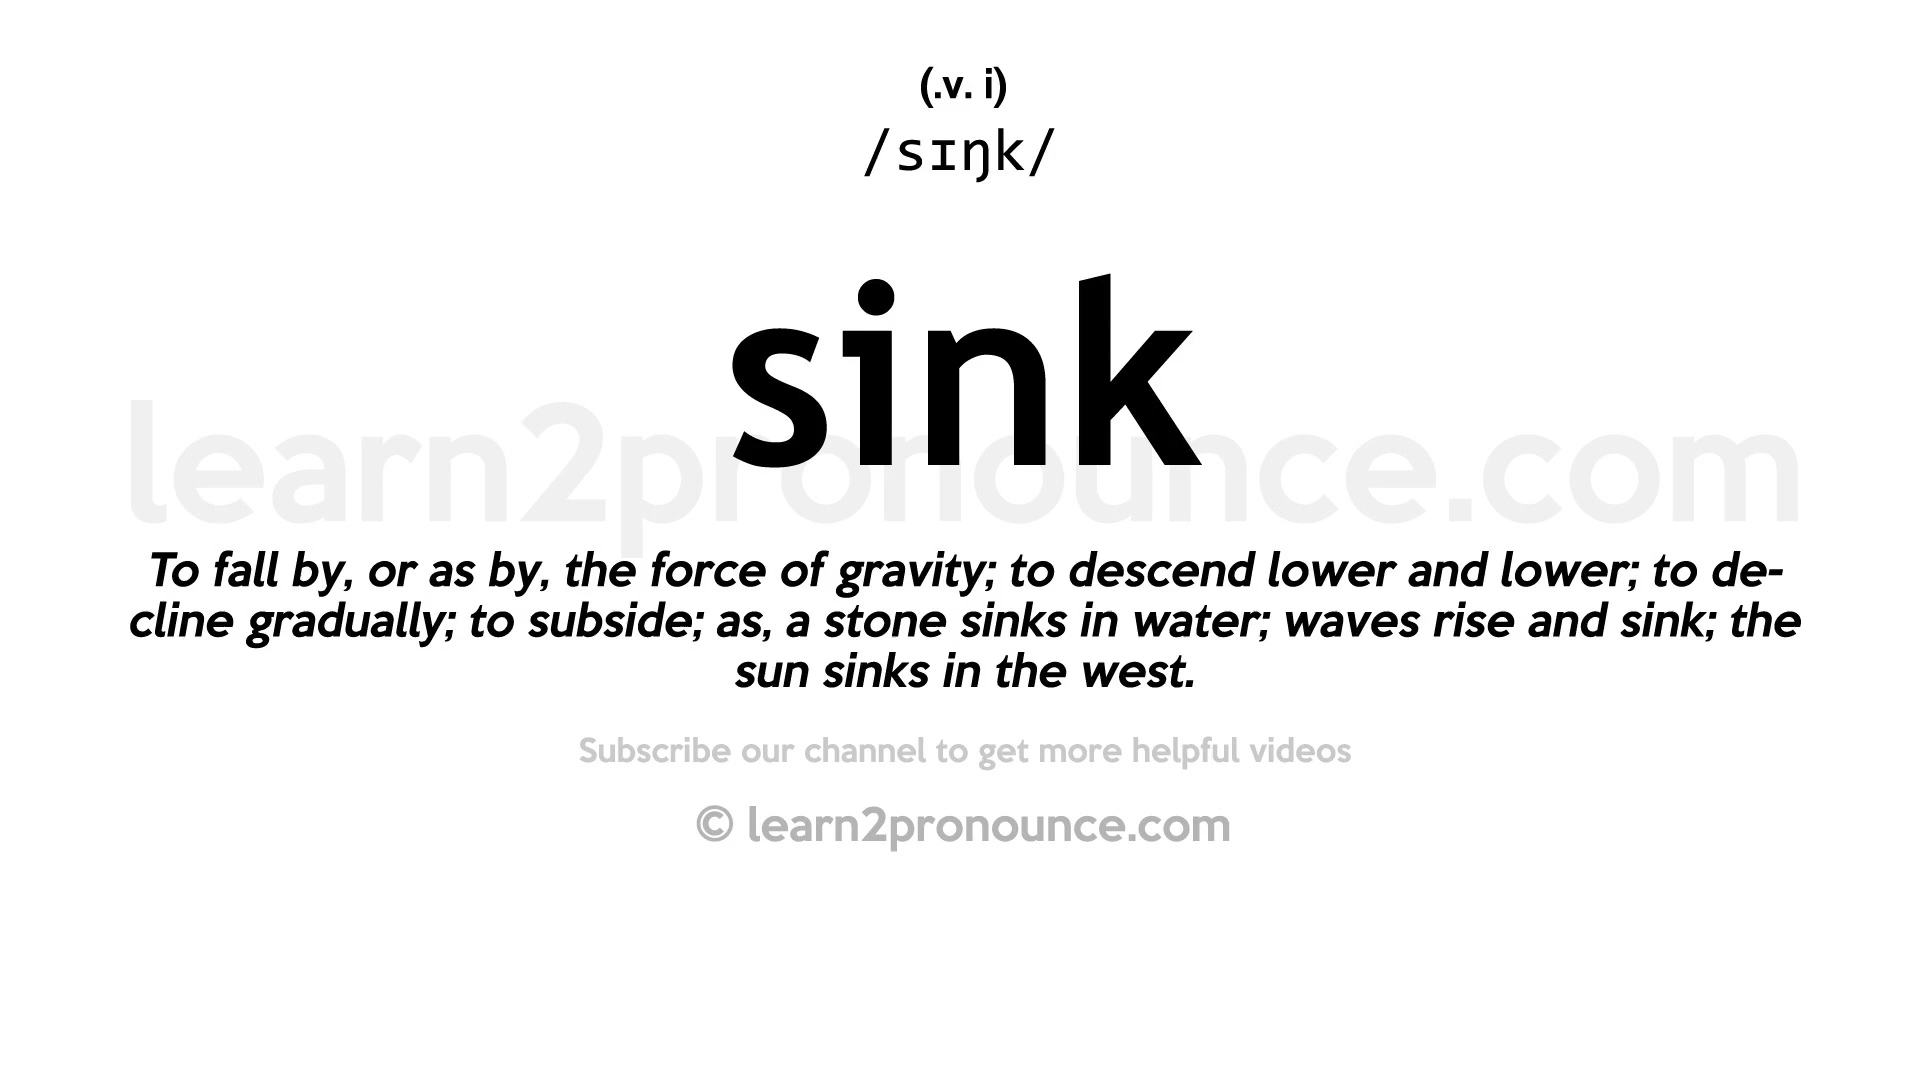 (.v. i)
/sɪŋk/
sink
learn2pronounce.com
To fall by, or as by, the force of gravity; to descend lower and lower; to de-
cline gradually; to subside; as, a stone sinks in water; waves rise and sink; the
sun sinks in the west.
Subscribe our channel to get more helpful videos
© learn2pronounce.com